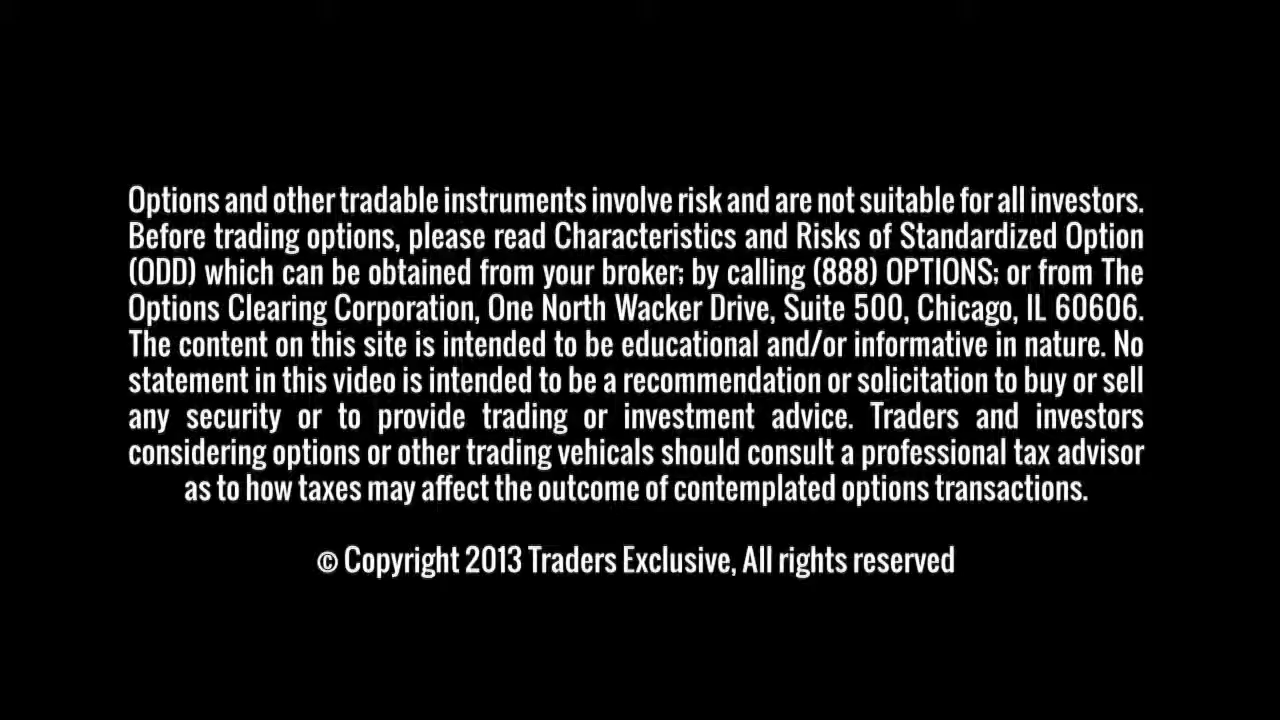 Options and other tradable instruments involve risk and are not suitable for all investors.
Before trading options, please read Characteristics and Risks of Standardized Option
(ODD) which can be obtained from your broker; by calling (888) OPTIONS; or from The
Options Clearing Corporation, One North Wacker Drive, Suite 500, Chicago, IL 60606.
The content on this site is intended to be educational and/or informative in nature. No
statement in this video is intended to be a recommendation or solicitation to buy or sell
any security or to provide trading or investment advice. Traders and investors
considering options or other trading vehicals should consult a professional tax advisor
as to how taxes may affect the outcome of contemplated options transactions.
© Copyright 2013 Traders Exclusive, All rights reserved